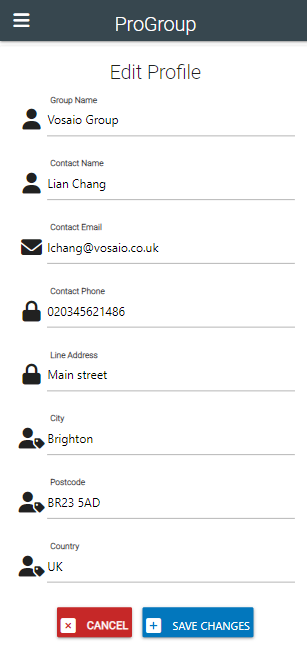 ProGroup
Edit Profile
Group Name
Vosaio Group
Contact Name
Lian Chang
Contact Email
lchang@vosaio.co.uk
Contact Phone
020345621486
Line Address
Main street
City
Brighton
Postcode
BR23 5AD
Country
UK
CANCEL
SAVE CHANGES